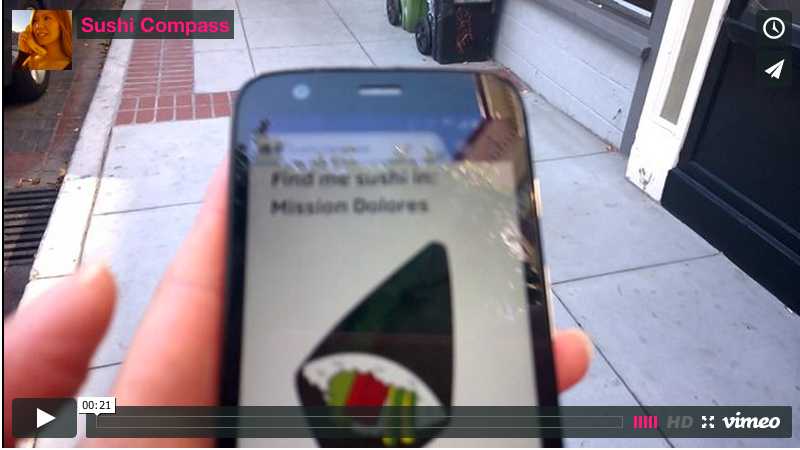 Sushi Compass
Find me sushi in:
Mission Dolores
00:21
HD
vimeo